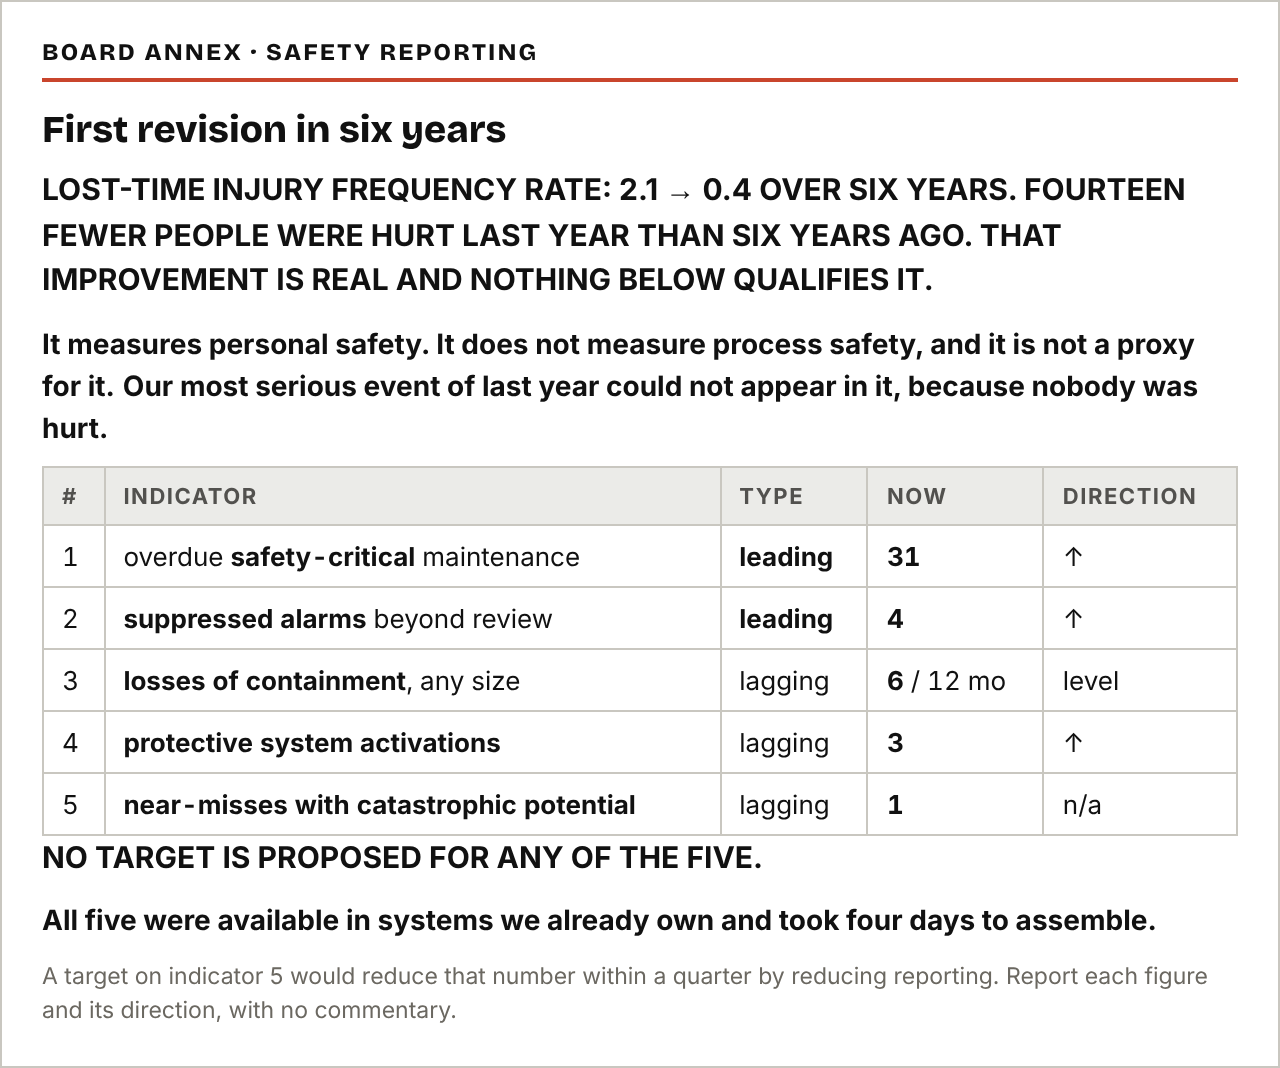 BOARD ANNEX · SAFETY REPORTING
First revision in six years
LOST-TIME INJURY FREQUENCY RATE: 2.1 → 0.4 OVER SIX YEARS. FOURTEEN
FEWER PEOPLE WERE HURT LAST YEAR THAN SIX YEARS AGO. THAT
IMPROVEMENT IS REAL AND NOTHING BELOW QUALIFIES IT.
It measures personal safety. It does not measure process safety, and it is not a proxy
for it. Our most serious event of last year could not appear in it, because nobody was
hurt.
# INDICATOR TYPE NOW DIRECTION
1 overdue safety-critical maintenance leading 31 ↑
2 suppressed alarms beyond review leading 4 ↑
3 losses of containment, any size lagging 6 / 12 mo level
4 protective system activations lagging 3 ↑
5 near-misses with catastrophic potential lagging 1 n/a
NO TARGET IS PROPOSED FOR ANY OF THE FIVE.
All five were available in systems we already own and took four days to assemble.
A target on indicator 5 would reduce that number within a quarter by reducing reporting. Report each figure
and its direction, with no commentary.